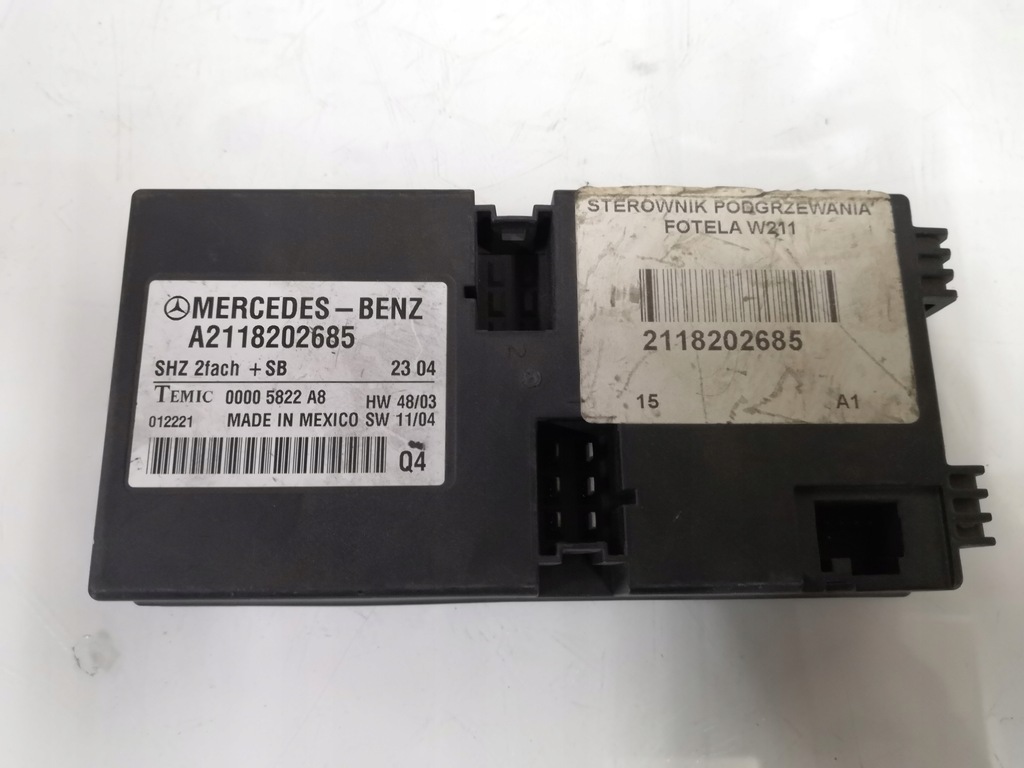 MERCEDES-BENZ
A2118202685
SHZ 2fach + SB 23 04
TEMIC 0000 5822 A8 HW 48/03
012221 MADE IN MEXICO SW 11/04
Q4
STEROWNIK PODGRZEWANIA
FOTELA W211
2118202685
15 A1
2